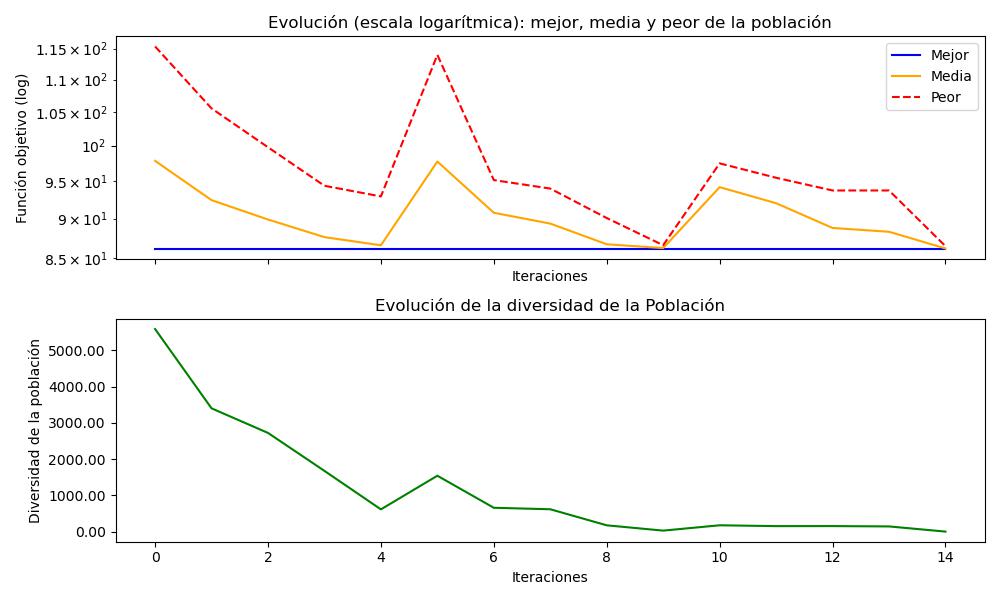 Evolución (escala logarítmica): mejor, media y peor de la población
Función objetivo (log)
1.15 × 10²
1.1 × 10²
1.05 × 10²
10²
9.5 × 10¹
9 × 10¹
8.5 × 10¹
Mejor
Media
Peor
Iteraciones
Evolución de la diversidad de la Población
Diversidad de la población
5000.00
4000.00
3000.00
2000.00
1000.00
0.00
0 2 4 6 8 10 12 14
Iteraciones